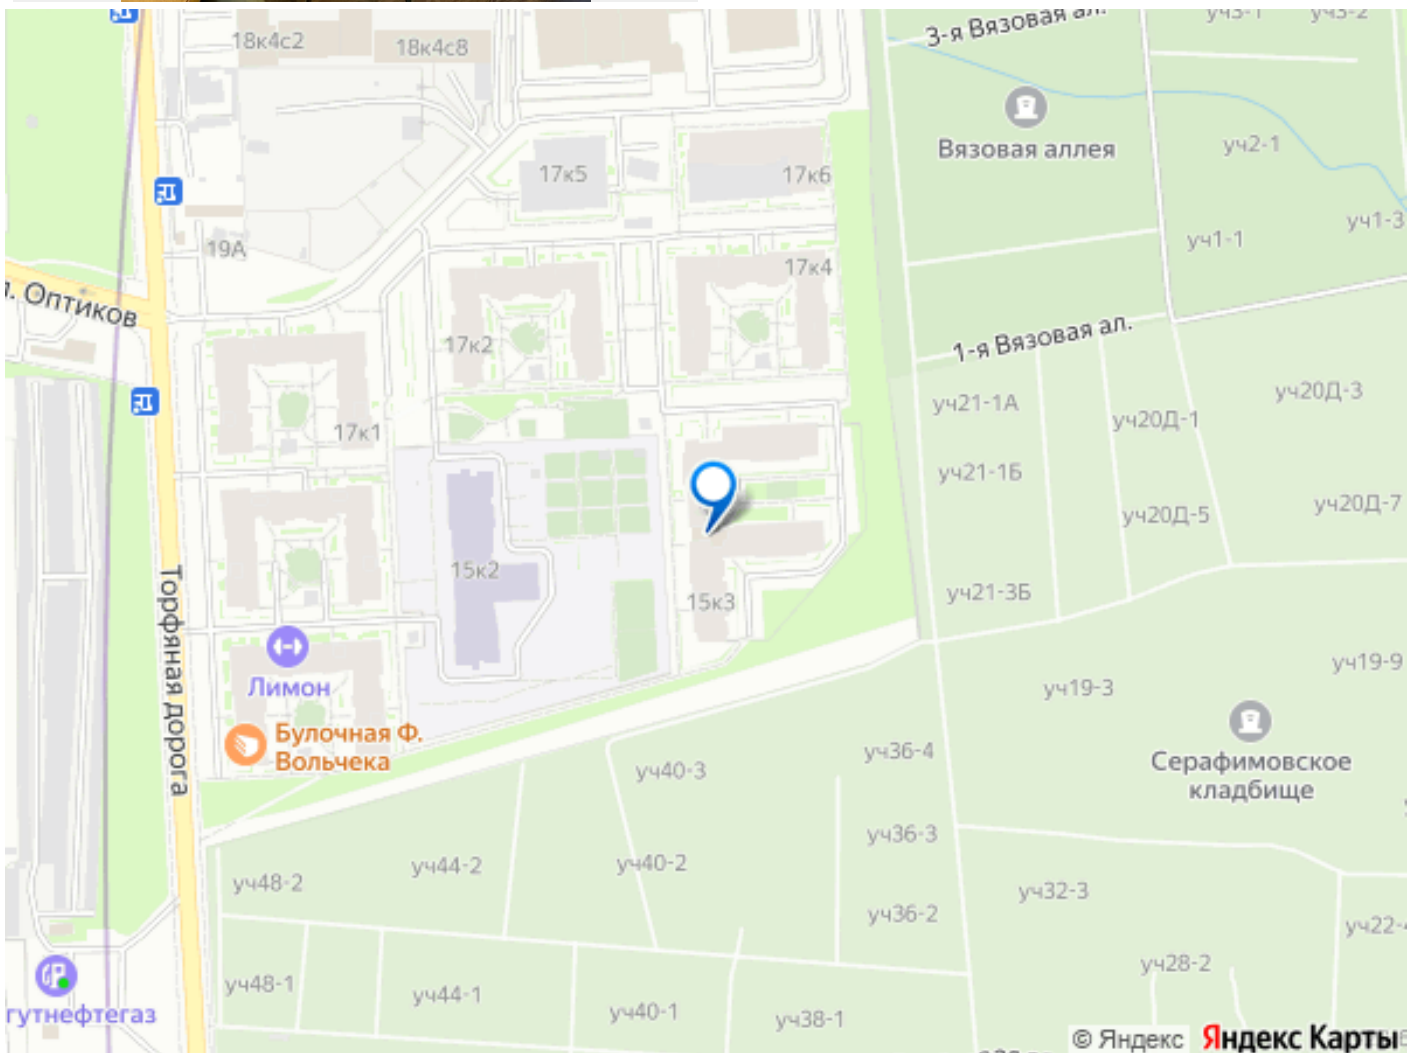 3-я Вязовая ал.
уч3-1
уч3-2
18к4с2
18к4с8
Вязовая аллея
уч2-1
17к5
17к6
уч1-3
уч1-1
19А
17к4
л. Оптиков
1-я Вязовая ал.
17к2
уч21-1А
уч20Д-3
уч20Д-1
17к1
уч21-1Б
уч20Д-7
уч20Д-5
15к2
уч21-3Б
15к3
Торфяная дорога
Лимон
уч19-9
уч19-3
Булочная Ф.
Вольчека
уч36-4
Серафимовское
кладбище
уч40-3
уч36-3
уч44-2
уч40-2
уч48-2
уч32-3
уч36-2
уч22-4
уч28-2
уч48-1
уч44-1
гутнефтегаз
уч40-1
уч38-1
© Яндекс
Яндекс Карты